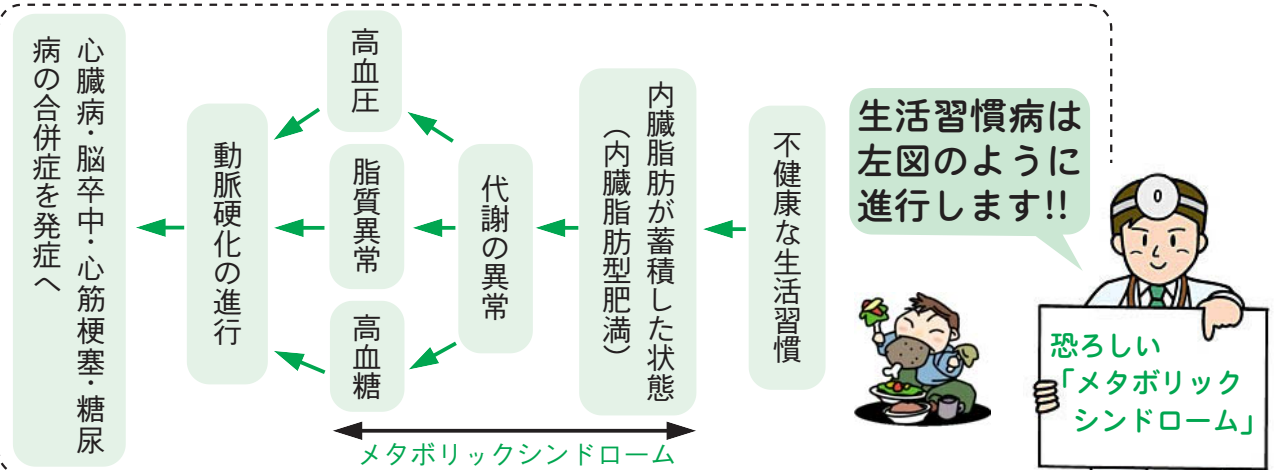 生活習慣病は
左図のように
進行します!!
恐ろしい
「メタボリック
シンドローム」
不健康な生活習慣
内臓脂肪が蓄積した状態
（内臓脂肪型肥満）
代謝の異常
高血圧
脂質異常
高血糖
動脈硬化の進行
心臓病・脳卒中・心筋梗塞・糖尿
病の合併症を発症へ
メタボリックシンドローム